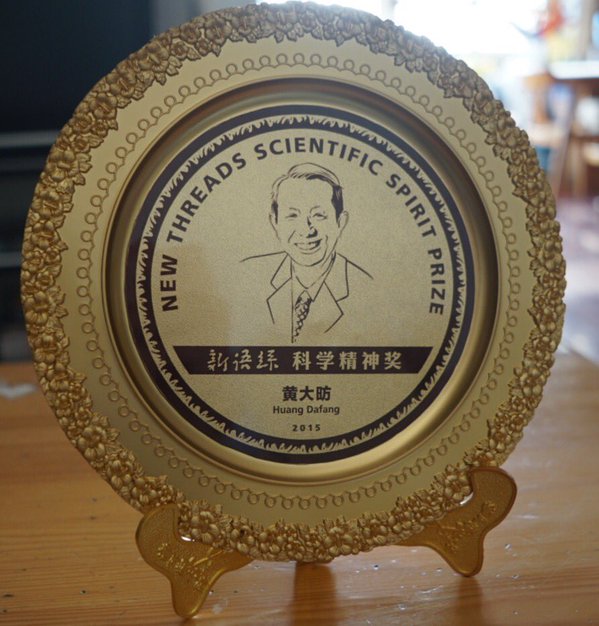 NEW THREADS SCIENTIFIC SPIRIT PRIZE
新语丝 科学精神奖
黄大昉
Huang Dafang
2015